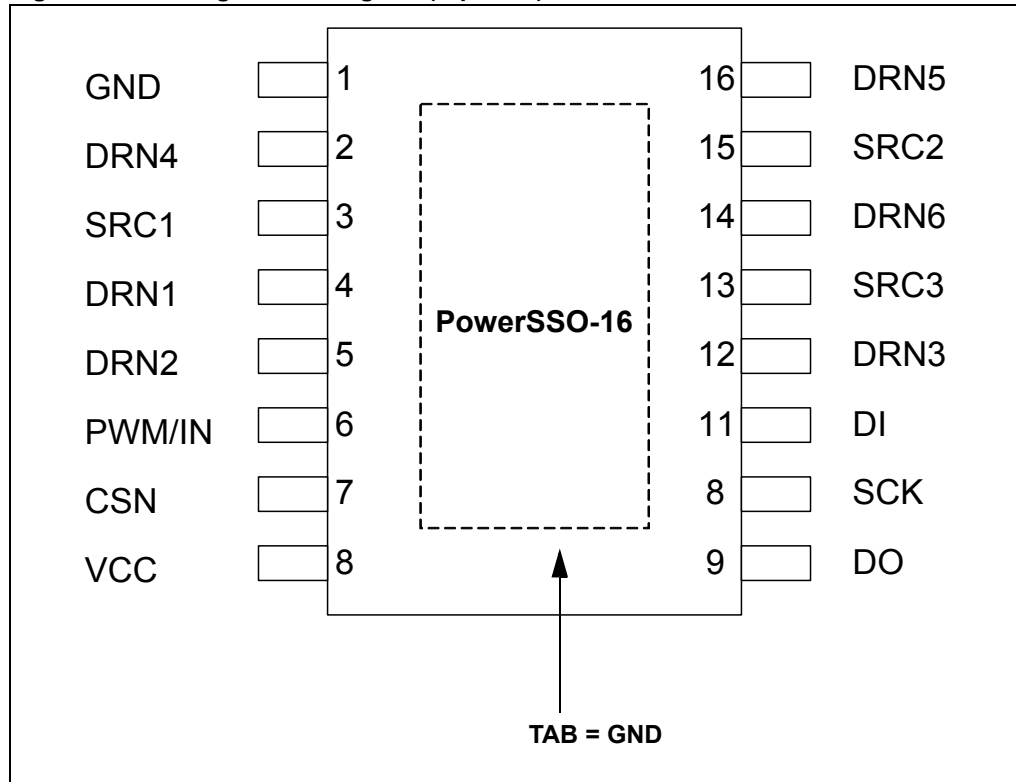 GND 1 16 DRN5
DRN4 2 15 SRC2
SRC1 3 14 DRN6
DRN1 4 13 SRC3
PowerSSO-16
DRN2 5 12 DRN3
PWM/IN 6 11 DI
CSN 7 8 SCK
VCC 8 9 DO
TAB = GND